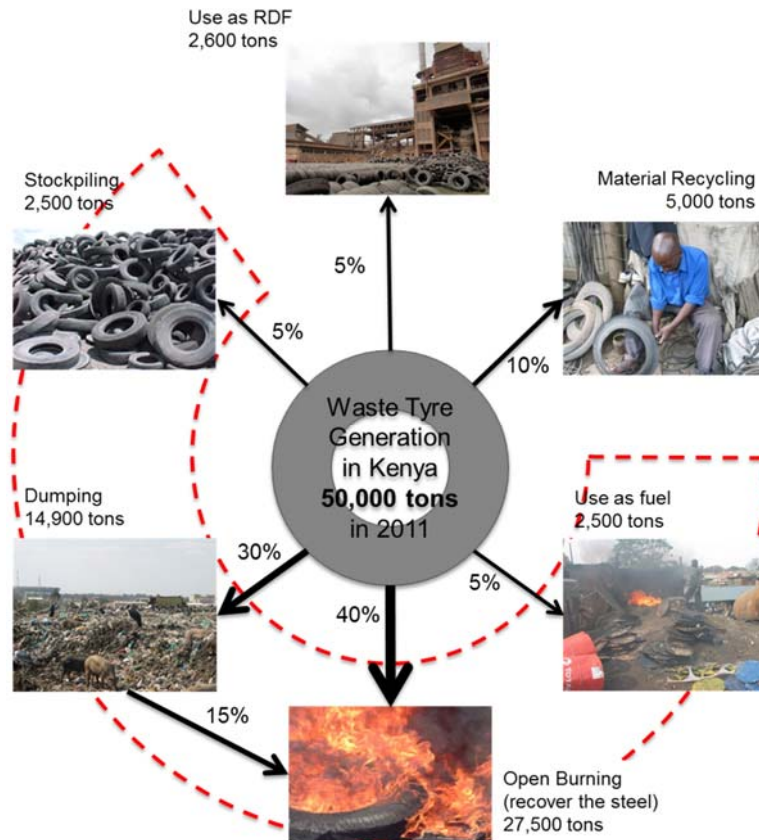 Use as RDF
2,600 tons
Stockpiling
2,500 tons
Material Recycling
5,000 tons
5%
5%
10%
Waste Tyre
Generation
in Kenya
50,000 tons
in 2011
Dumping
14,900 tons
Use as fuel
2,500 tons
30%
40%
5%
15%
Open Burning
(recover the steel)
27,500 tons